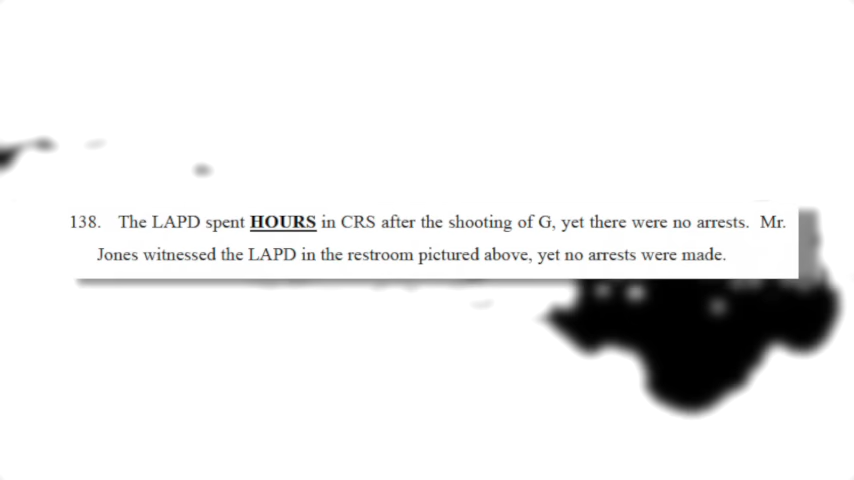 138. The LAPD spent HOURS in CRS after the shooting of G, yet there were no arrests. Mr.
Jones witnessed the LAPD in the restroom pictured above, yet no arrests were made.